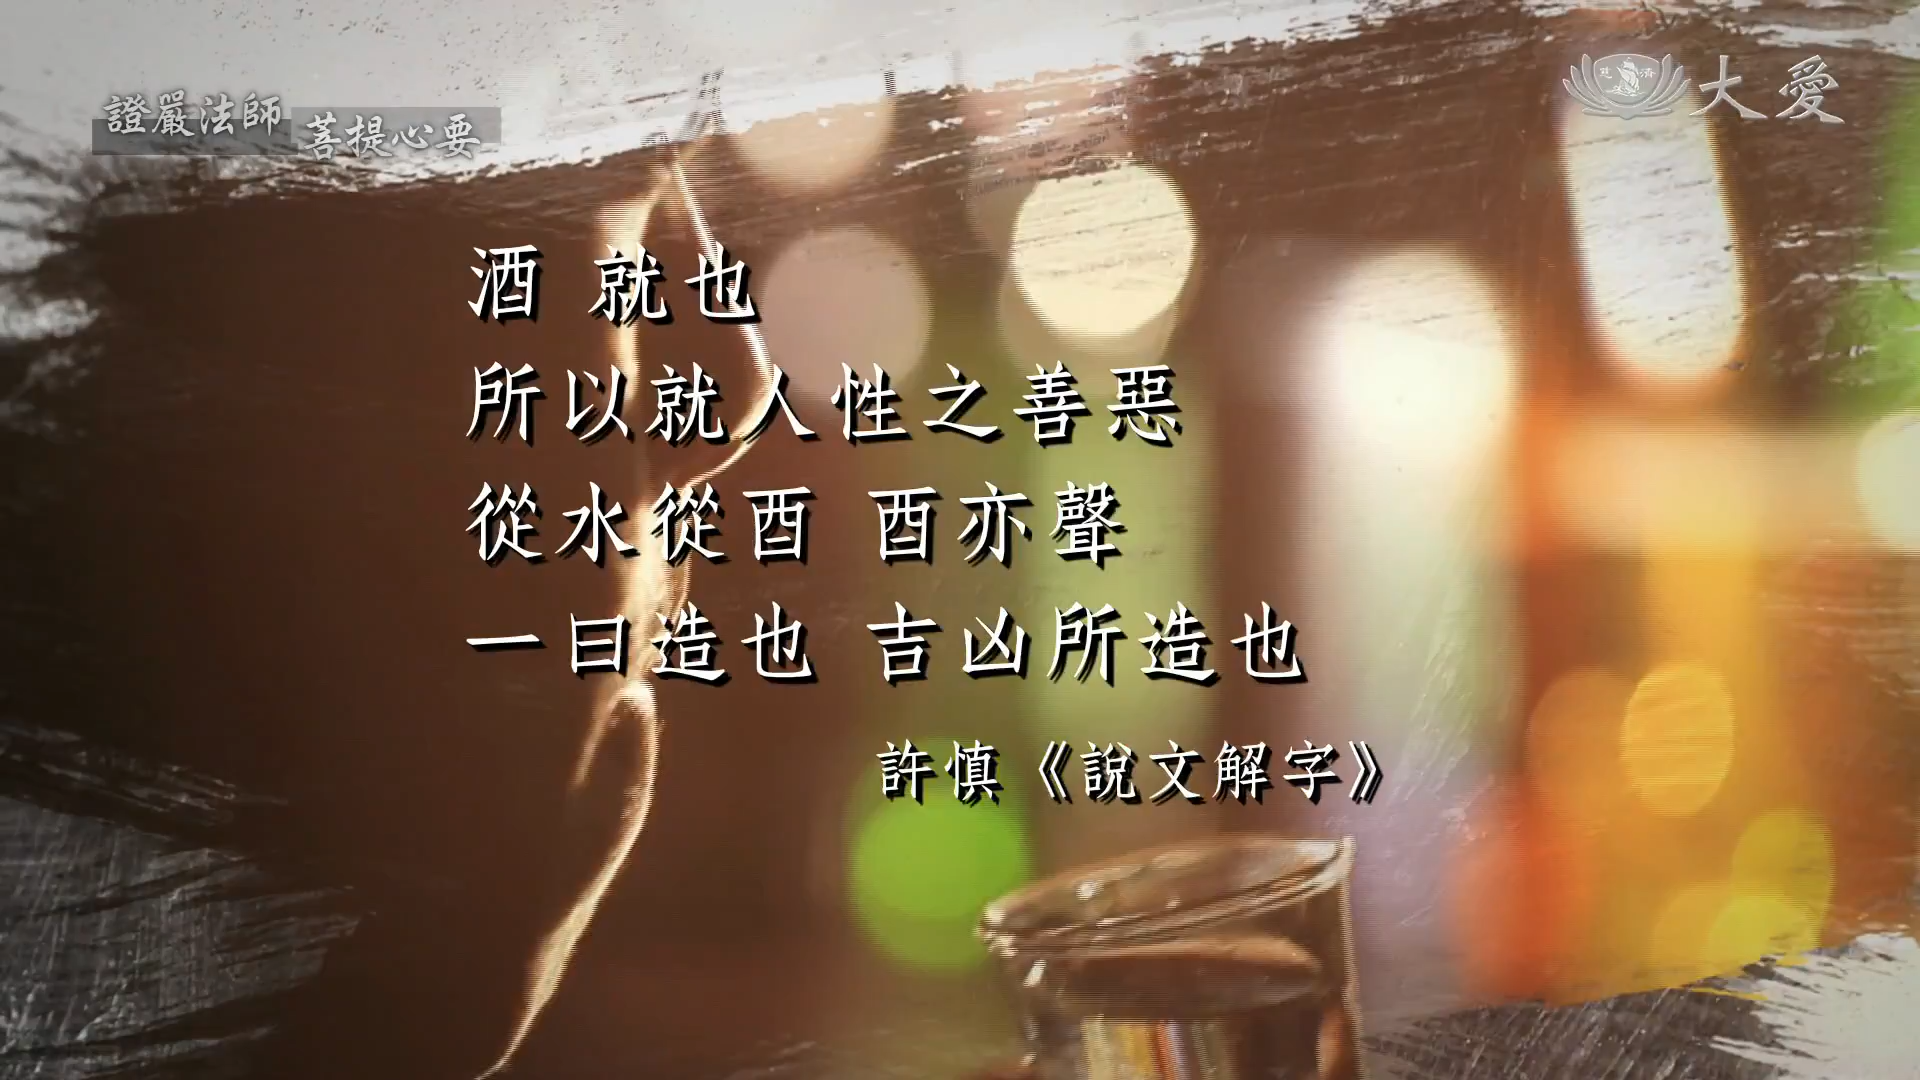 證嚴法師 菩提心要
慈濟 大愛
酒 就也
所以就人性之善惡
從水從酉 酉亦聲
一曰造也 吉凶所造也
許慎《說文解字》